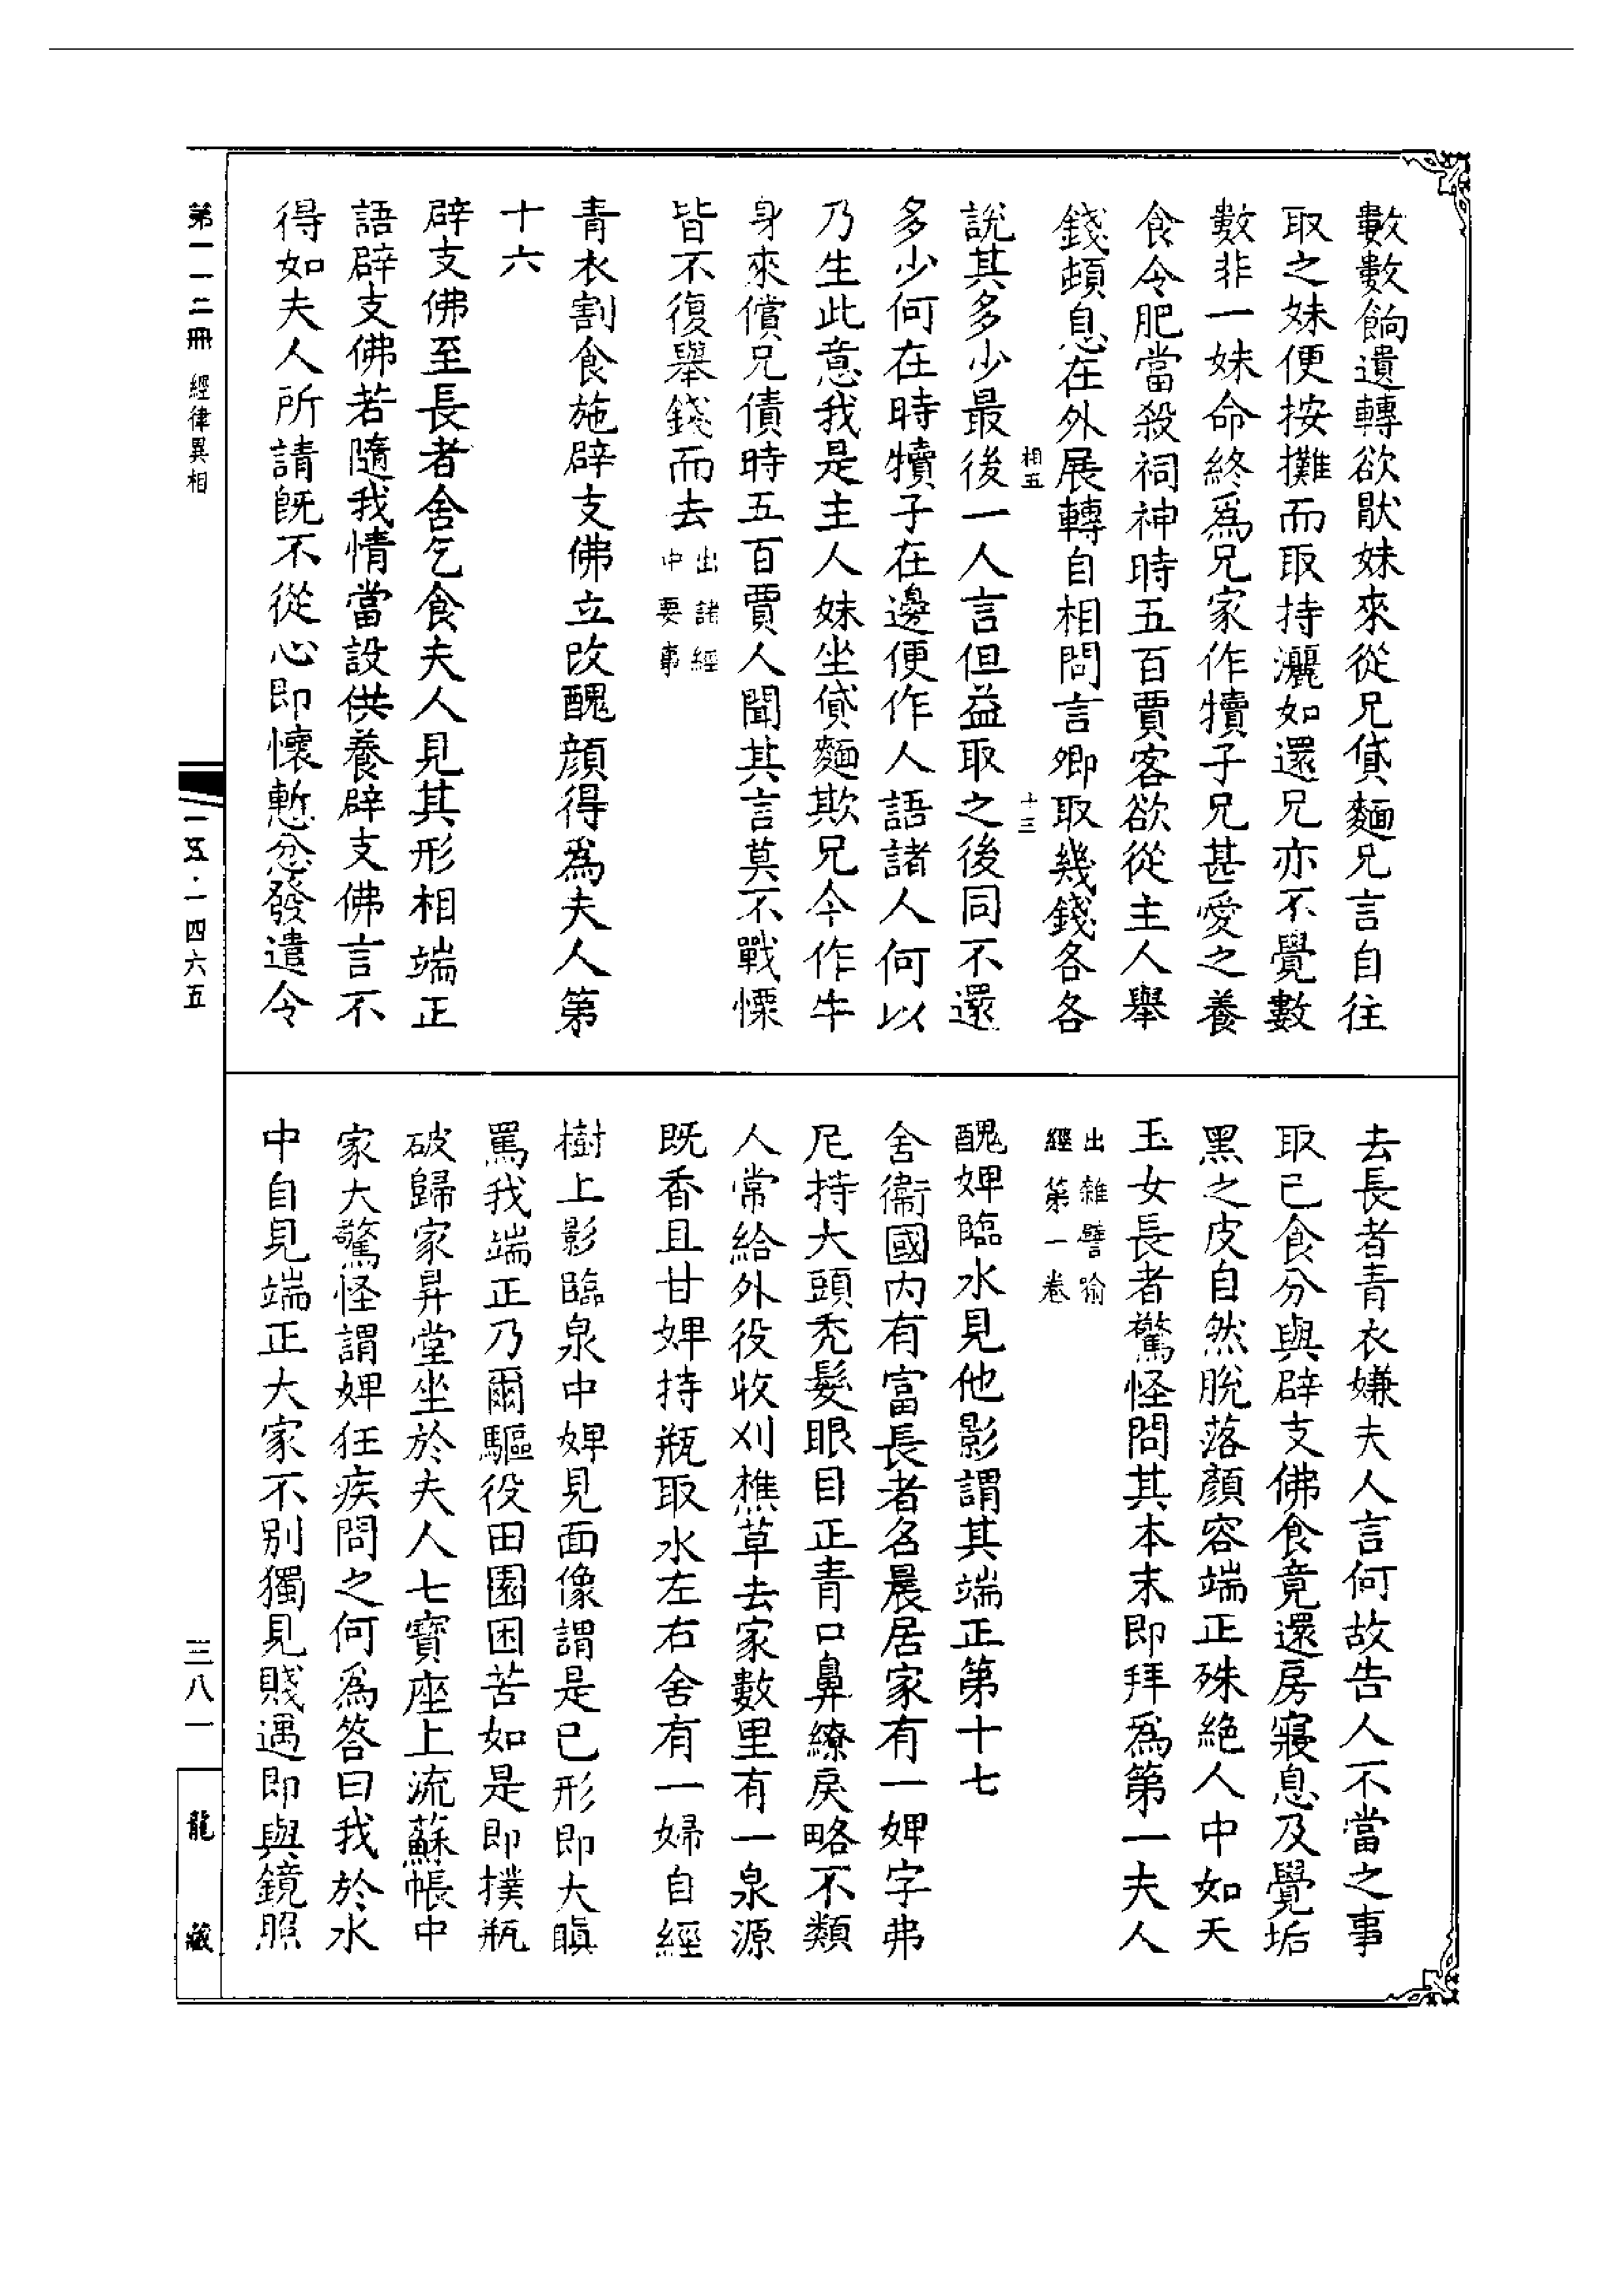 數數餉遺轉欲猒妹來從兄貸麵兄言自往
取之妹便按攤而取持灑如還兄亦不覺數
數非一妹命終爲兄家作犢子兄甚愛之養
食令肥當殺祠神時五百賈客欲從主人舉
錢頓息在外展轉自相問言卿取幾錢各各
相五
十三
說其多少最後一人言但益取之後同不還
多少何在時犢子在邊便作人語諸人何以
乃生此意我是主人妹坐貸麵欺兄今作牛
身來償兄債時五百賈人聞其言莫不戰慄
皆不復舉錢而去出諸經
中要事
青衣割食施辟支佛立改醜顏得爲夫人第
十六
辟支佛至長者舍乞食夫人見其形相端正
語辟支佛若隨我情當設供養辟支佛言不
得如夫人所請旣不從心即懷慙忿發遣令
去長者青衣嫌夫人言何故告人不當之事
取已食分與辟支佛食竟還房寢息及覺垢
黑之皮自然脫落顏容端正殊絶人中如天
玉女長者驚怪問其本末即拜爲第一夫人
出雜譬喻
經第一卷
醜婢臨水見他影謂其端正第十七
舍衞國內有富長者名晨居家有一婢字弗
尼持大頭秃髮眼目正青口鼻繚戾略不類
人常給外役收刈樵草去家數里有一泉源
既香且甘婢持瓶取水左右舍有一婦自經
樹上影臨泉中婢見面像謂是已形即大瞋
罵我端正乃爾驅役田園困苦如是即撲瓶
破歸家昇堂坐於夫人七寶座上流蘇帳中
家大驚怪謂婢狂疾問之何爲答曰我於水
中自見端正大家不別獨見賤遇即與鏡照
第一一二冊 經律異相
一五·一四六五
三八一
龍藏